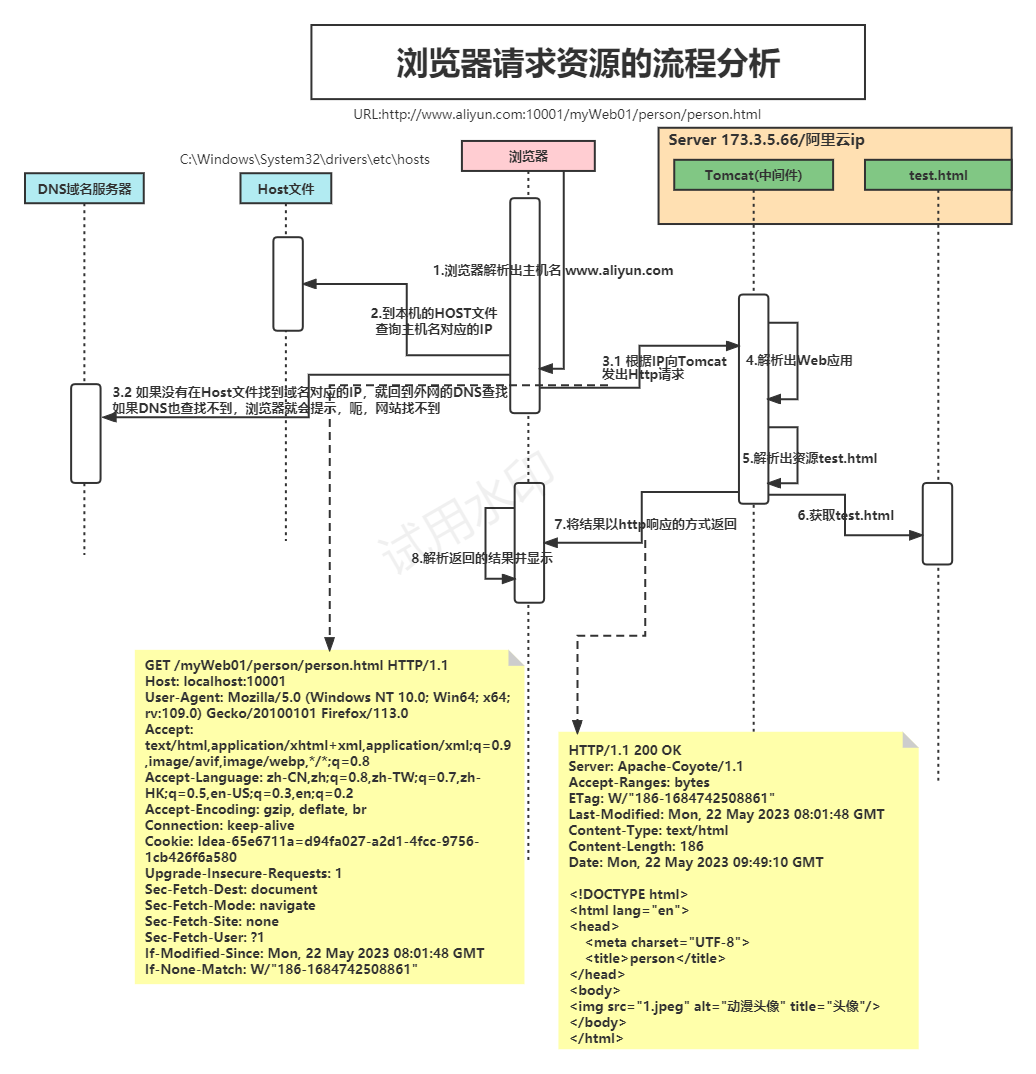 浏览器请求资源的流程分析
URL:http://www.aliyun.com:10001/myWeb01/person/person.html
Server 173.3.5.66/阿里云ip
C:\Windows\System32\drivers\etc\hosts
浏览器
Tomcat(中间件)
test.html
DNS域名服务器
Host文件
1.浏览器解析出主机名 www.aliyun.com
2.到本机的HOST文件
查询主机名对应的IP
3.1 根据IP向Tomcat
发出Http请求
4.解析出Web应用
3.2 如果没有在Host文件找到域名对应的IP，就回到外网的DNS查找
如果DNS也查找不到，浏览器就会提示，呃，网站找不到
5.解析出资源test.html
6.获取test.html
7.将结果以http响应的方式返回
8.解析返回的结果并显示
试用水印
GET /myWeb01/person/person.html HTTP/1.1
Host: localhost:10001
User-Agent: Mozilla/5.0 (Windows NT 10.0; Win64; x64;
rv:109.0) Gecko/20100101 Firefox/113.0
Accept:
text/html,application/xhtml+xml,application/xml;q=0.9
,image/avif,image/webp,*/*;q=0.8
Accept-Language: zh-CN,zh;q=0.8,zh-TW;q=0.7,zh-
HK;q=0.5,en-US;q=0.3,en;q=0.2
Accept-Encoding: gzip, deflate, br
Connection: keep-alive
Cookie: Idea-65e6711a=d94fa027-a2d1-4fcc-9756-
1cb426f6a580
Upgrade-Insecure-Requests: 1
Sec-Fetch-Dest: document
Sec-Fetch-Mode: navigate
Sec-Fetch-Site: none
Sec-Fetch-User: ?1
If-Modified-Since: Mon, 22 May 2023 08:01:48 GMT
If-None-Match: W/"186-1684742508861"
HTTP/1.1 200 OK
Server: Apache-Coyote/1.1
Accept-Ranges: bytes
ETag: W/"186-1684742508861"
Last-Modified: Mon, 22 May 2023 08:01:48 GMT
Content-Type: text/html
Content-Length: 186
Date: Mon, 22 May 2023 09:49:10 GMT
<!DOCTYPE html>
<html lang="en">
<head>
<meta charset="UTF-8">
<title>person</title>
</head>
<body>
<img src="1.jpeg" alt="动漫头像" title="头像"/>
</body>
</html>